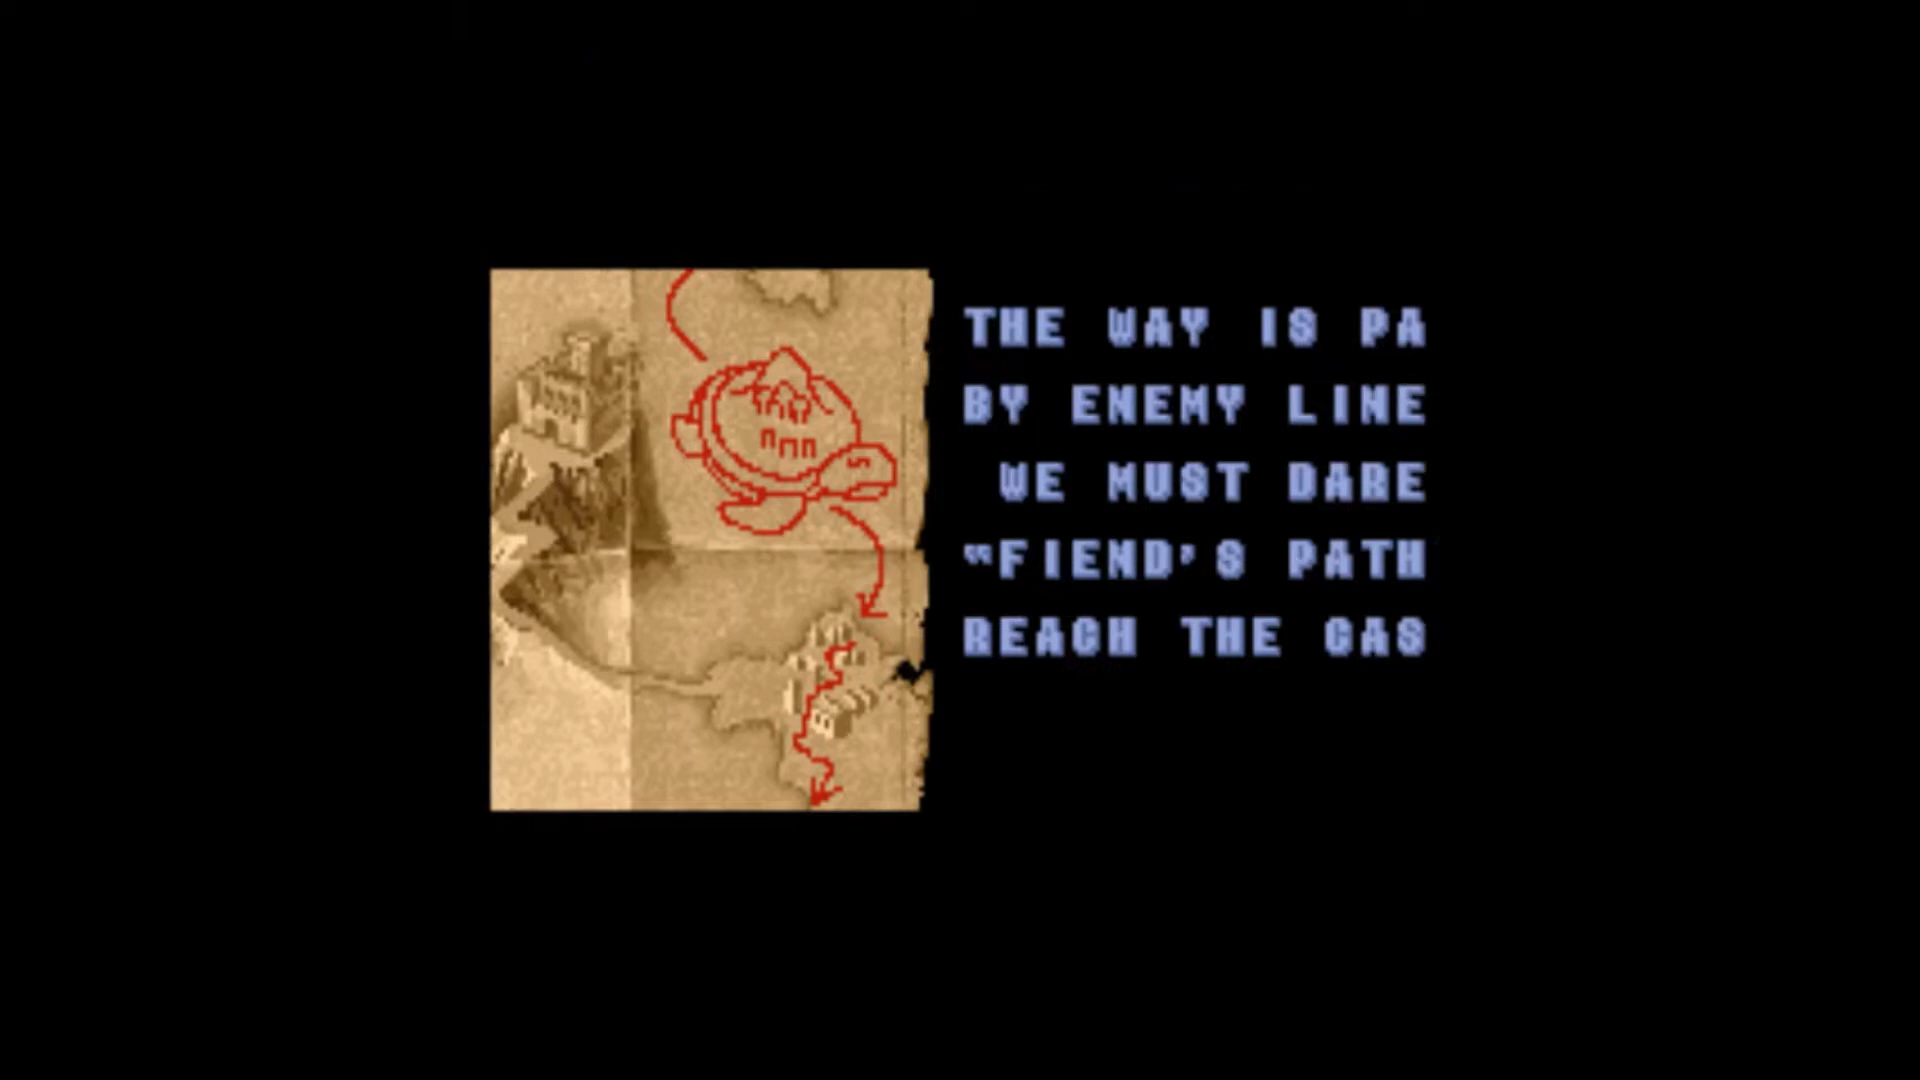 THE WAY IS PA
BY ENEMY LINE
WE MUST DARE
“FIEND’S PATH
REACH THE CAS